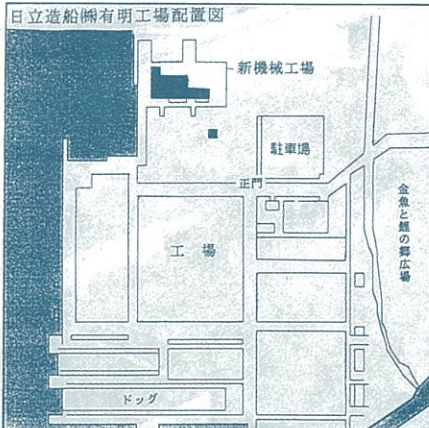 日立造船㈱有明工場配置図
新機械工場
駐車場
正門
金魚と鯉の郷広場
工場
ドッグ